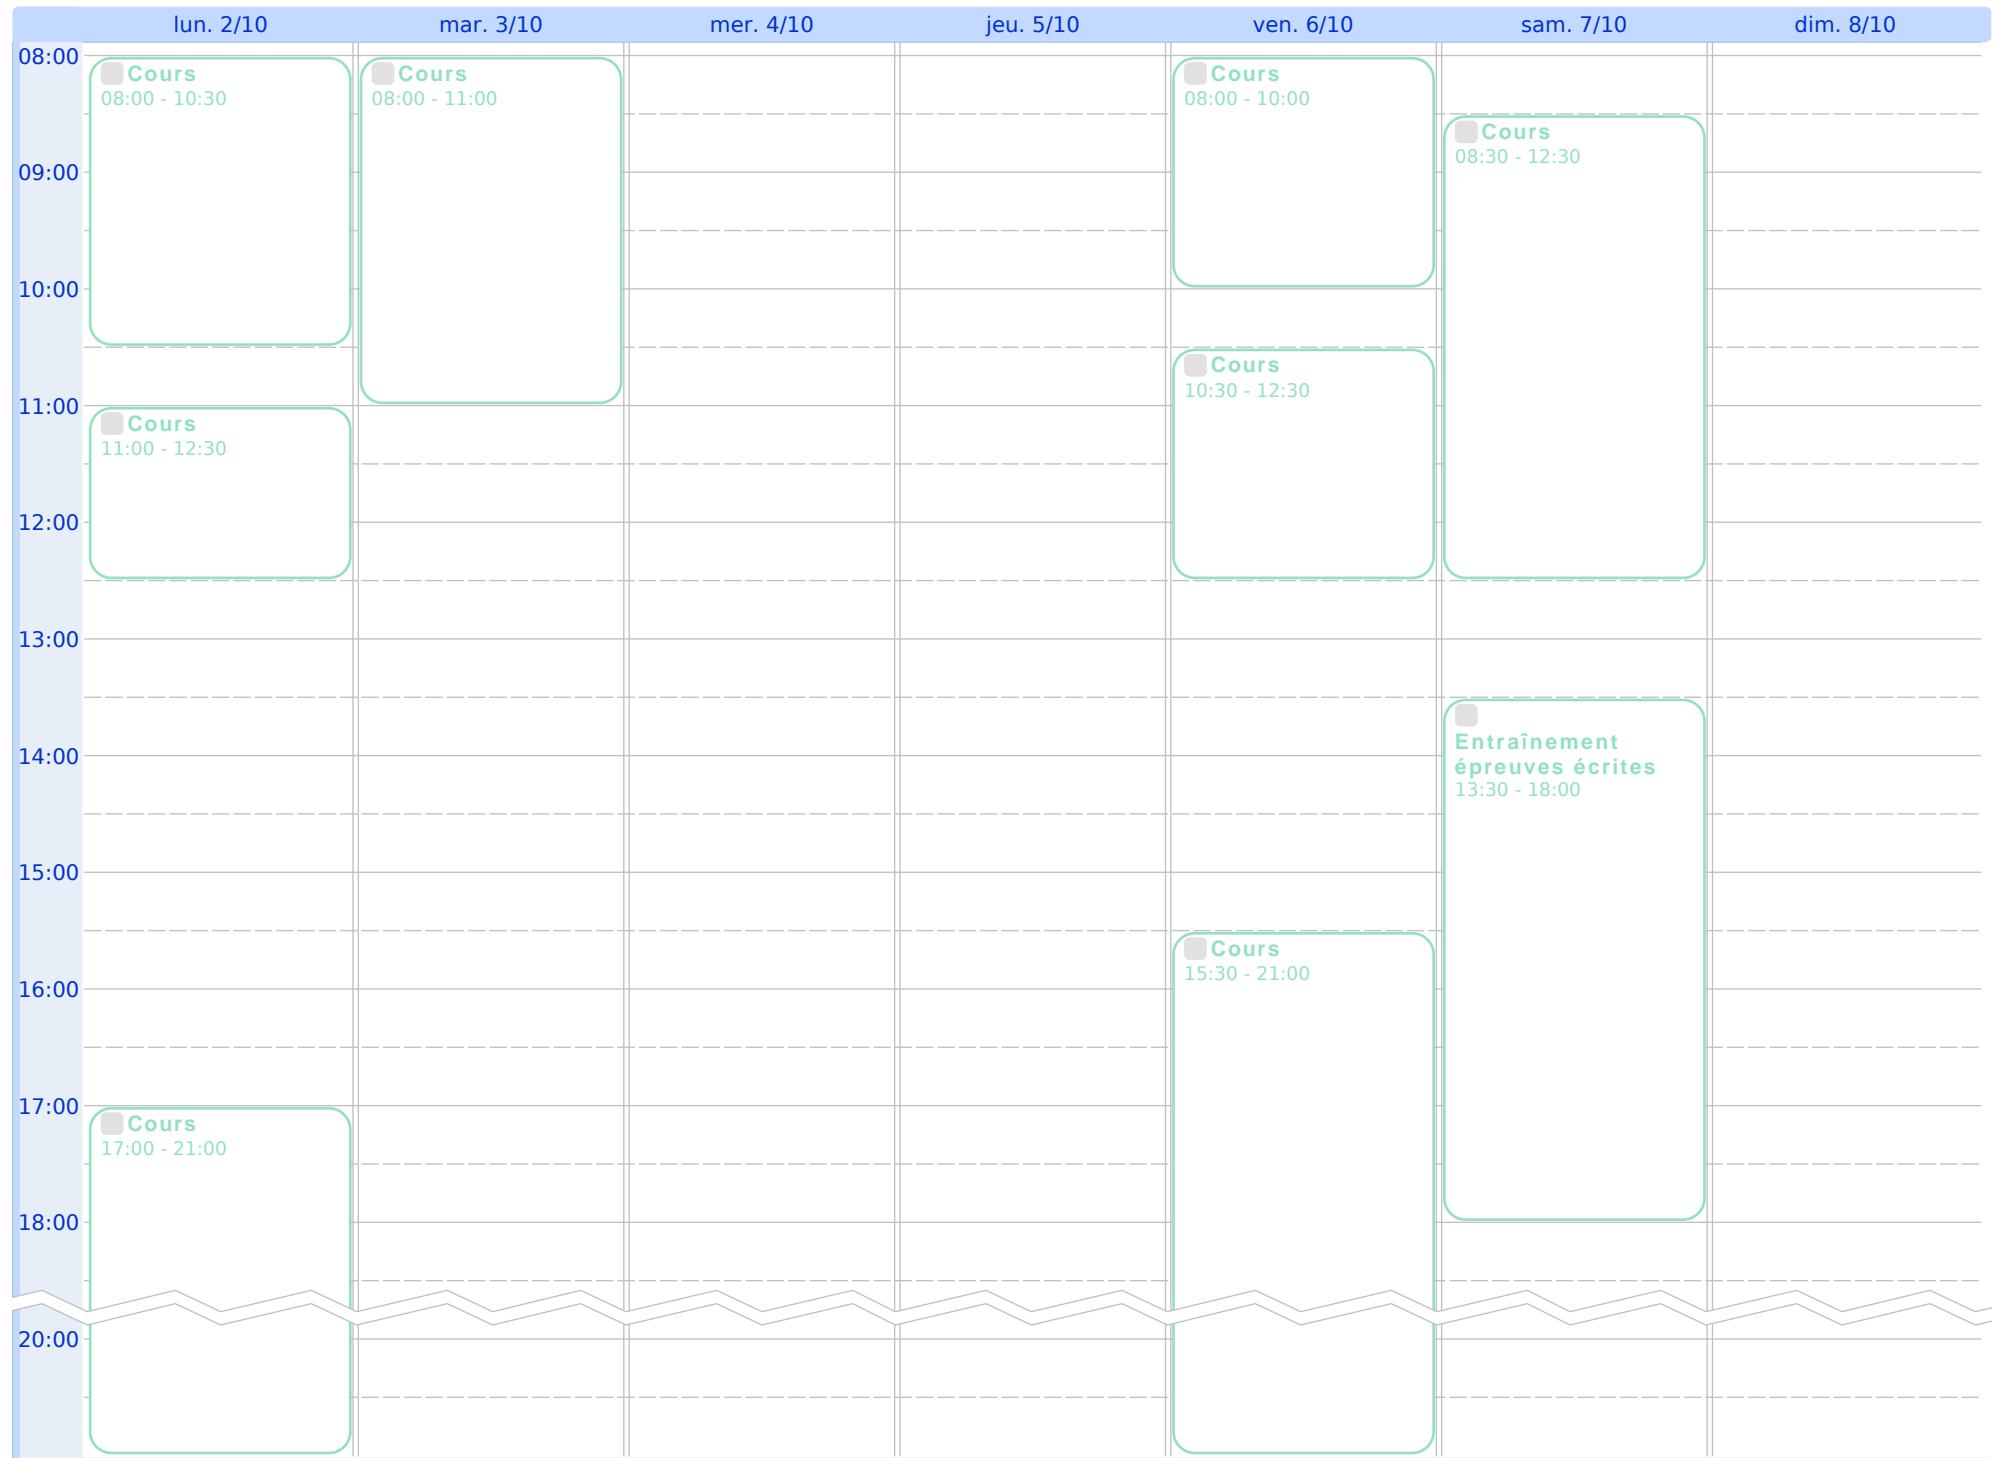 lun. 2/10
mar. 3/10
mer. 4/10
jeu. 5/10
ven. 6/10
sam. 7/10
dim. 8/10
08:00
09:00
10:00
11:00
12:00
13:00
14:00
15:00
16:00
17:00
18:00
20:00
Cours
08:00 - 10:30
Cours
11:00 - 12:30
Cours
17:00 - 21:00
Cours
08:00 - 11:00
Cours
08:00 - 10:00
Cours
10:30 - 12:30
Cours
15:30 - 21:00
Cours
08:30 - 12:30
Entraînement
épreuves écrites
13:30 - 18:00